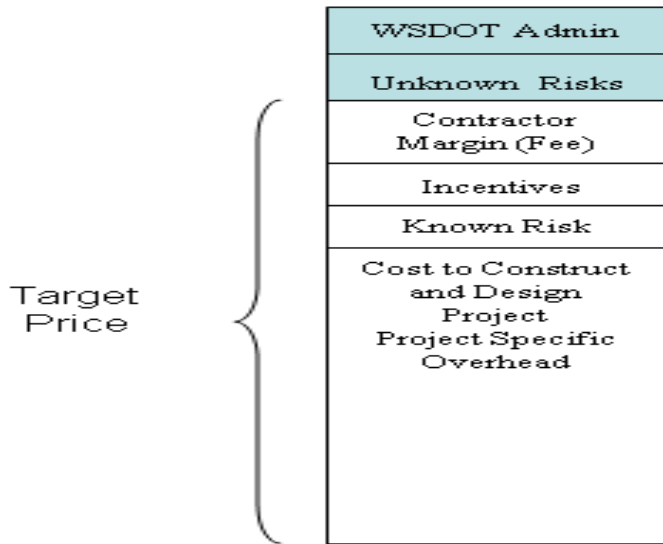 WSDOT Admin
Unknown Risks
Contractor
Margin (Fee)
Incentives
Known Risk
Cost to Construct
and Design
Project
Project Specific
Overhead
Target
Price